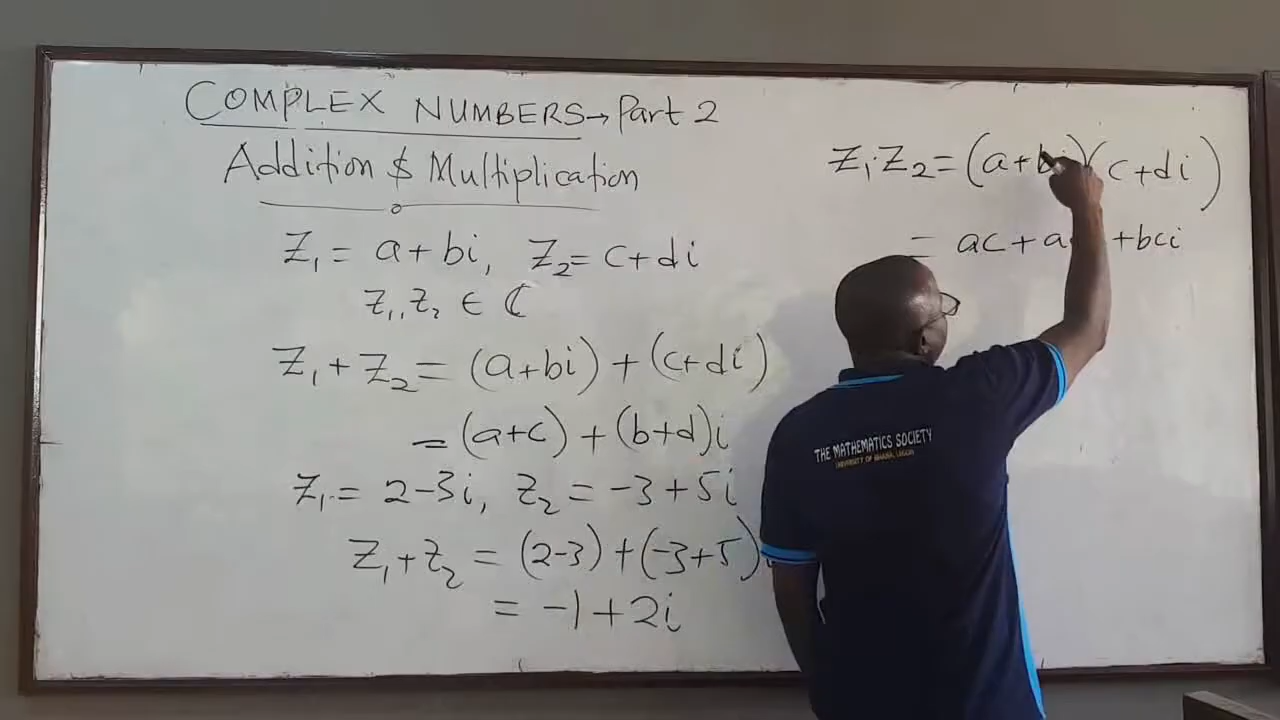 COMPLEX NUMBERS → Part 2
Addition & Multiplication
Z₁ = a + bi, Z₂ = c + di
Z₁, Z₂ ∈ ℂ
Z₁ + Z₂ = (a+bi) + (c+di)
= (a+c) + (b+d)i
Z₁ = 2-3i, Z₂ = -3+5i
Z₁+Z₂ = (2-3) + (-3+5)
= -1+2i
Z₁·Z₂ = (a+bi)(c+di)
= ac + a +bci
THE MATHEMATICS SOCIETY